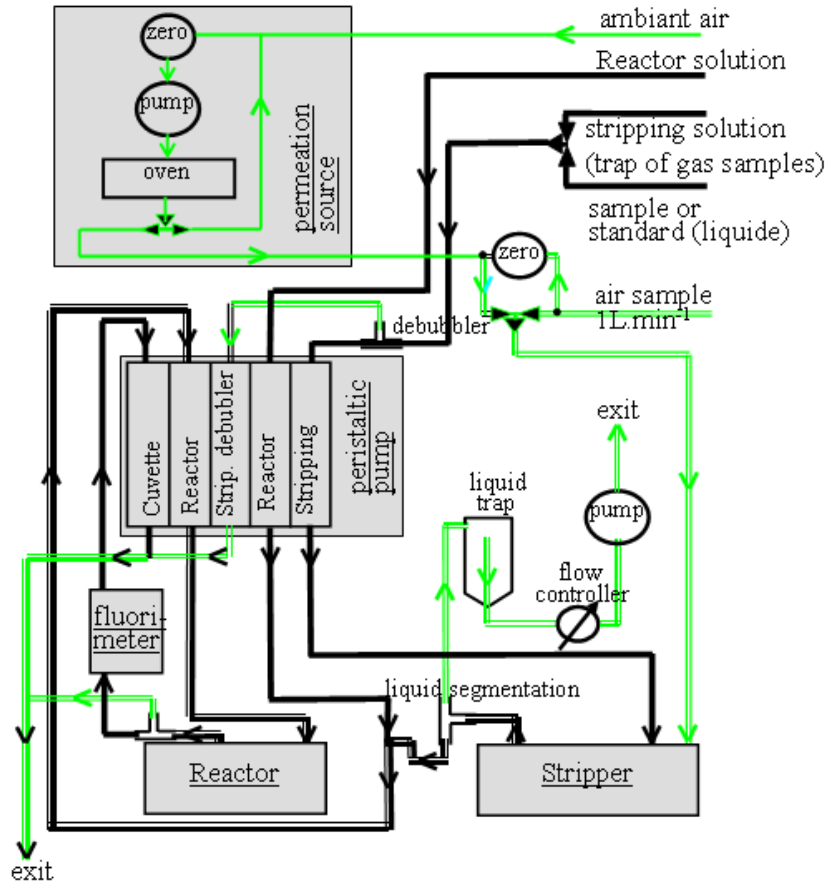 ambiant air
zero
Reactor solution
pump
stripping solution
(trap of gas samples)
oven
permeation
source
sample or
standard (liquide)
zero
air sample
1L.min-1
debubbler
Cuvette
Reactor
Strip. debubler
Reactor
Stripping
peristaltic
pump
exit
liquid
trap
pump
flow
controller
fluori-
meter
liquid segmentation
Reactor
Stripper
exit